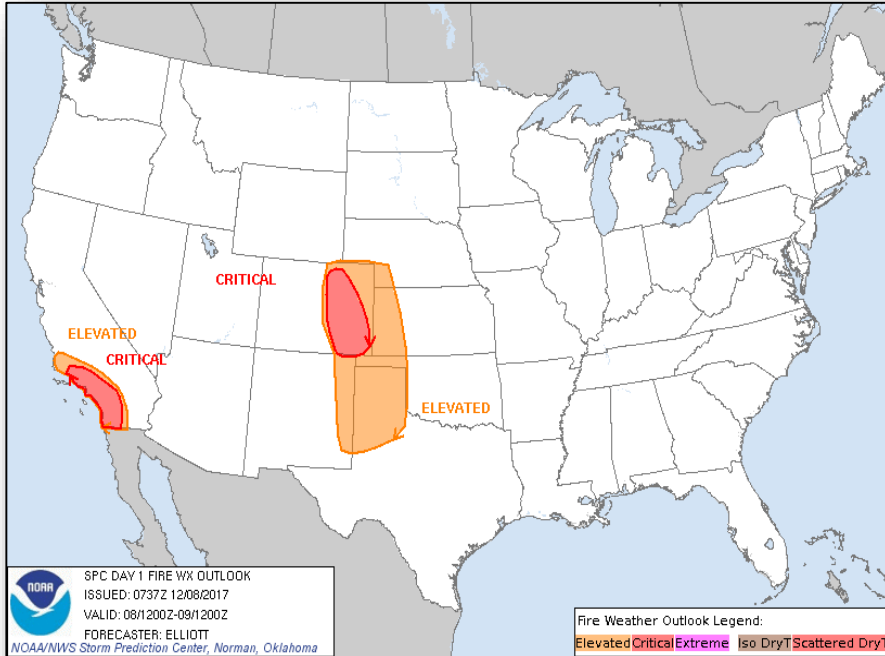 CRITICAL
ELEVATED
CRITICAL
ELEVATED
NOAA
SPC DAY 1 FIRE WX OUTLOOK
ISSUED: 0737Z 12/08/2017
VALID: 08/1200Z-09/1200Z
FORECASTER: ELLIOTT
NOAA/NWS Storm Prediction Center, Norman, Oklahoma
Fire Weather Outlook Legend:
Elevated Critical Extreme Iso DryT Scattered DryT